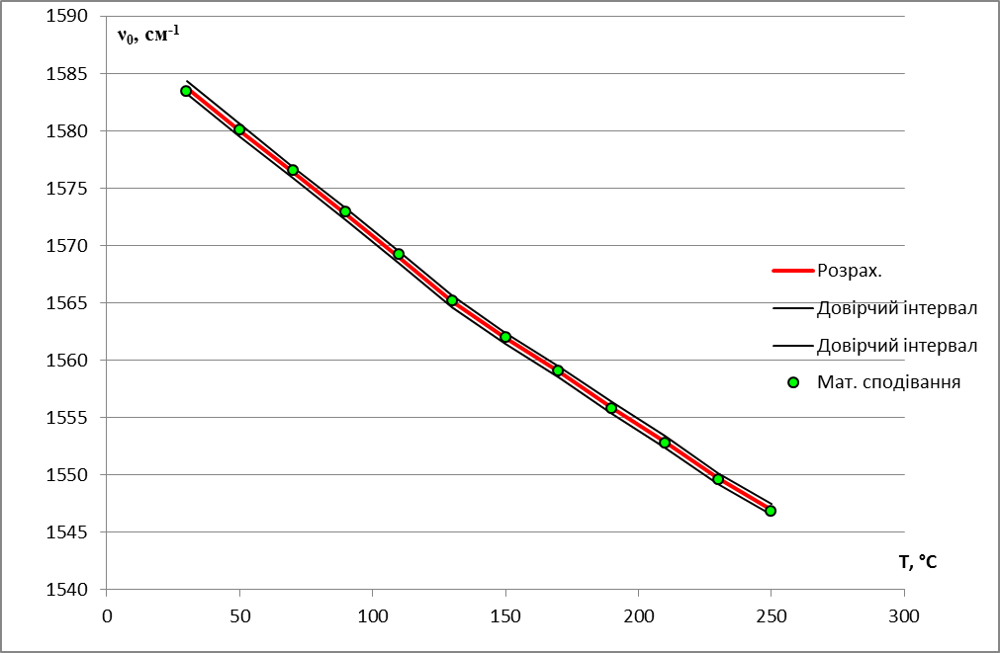 1590
ν₀, см⁻¹
1585
1580
1575
1570
1565
1560
1555
1550
1545
1540
Розрах.
Довірчий інтервал
Довірчий інтервал
Мат. сподівання
T, °C
0 50 100 150 200 250 300